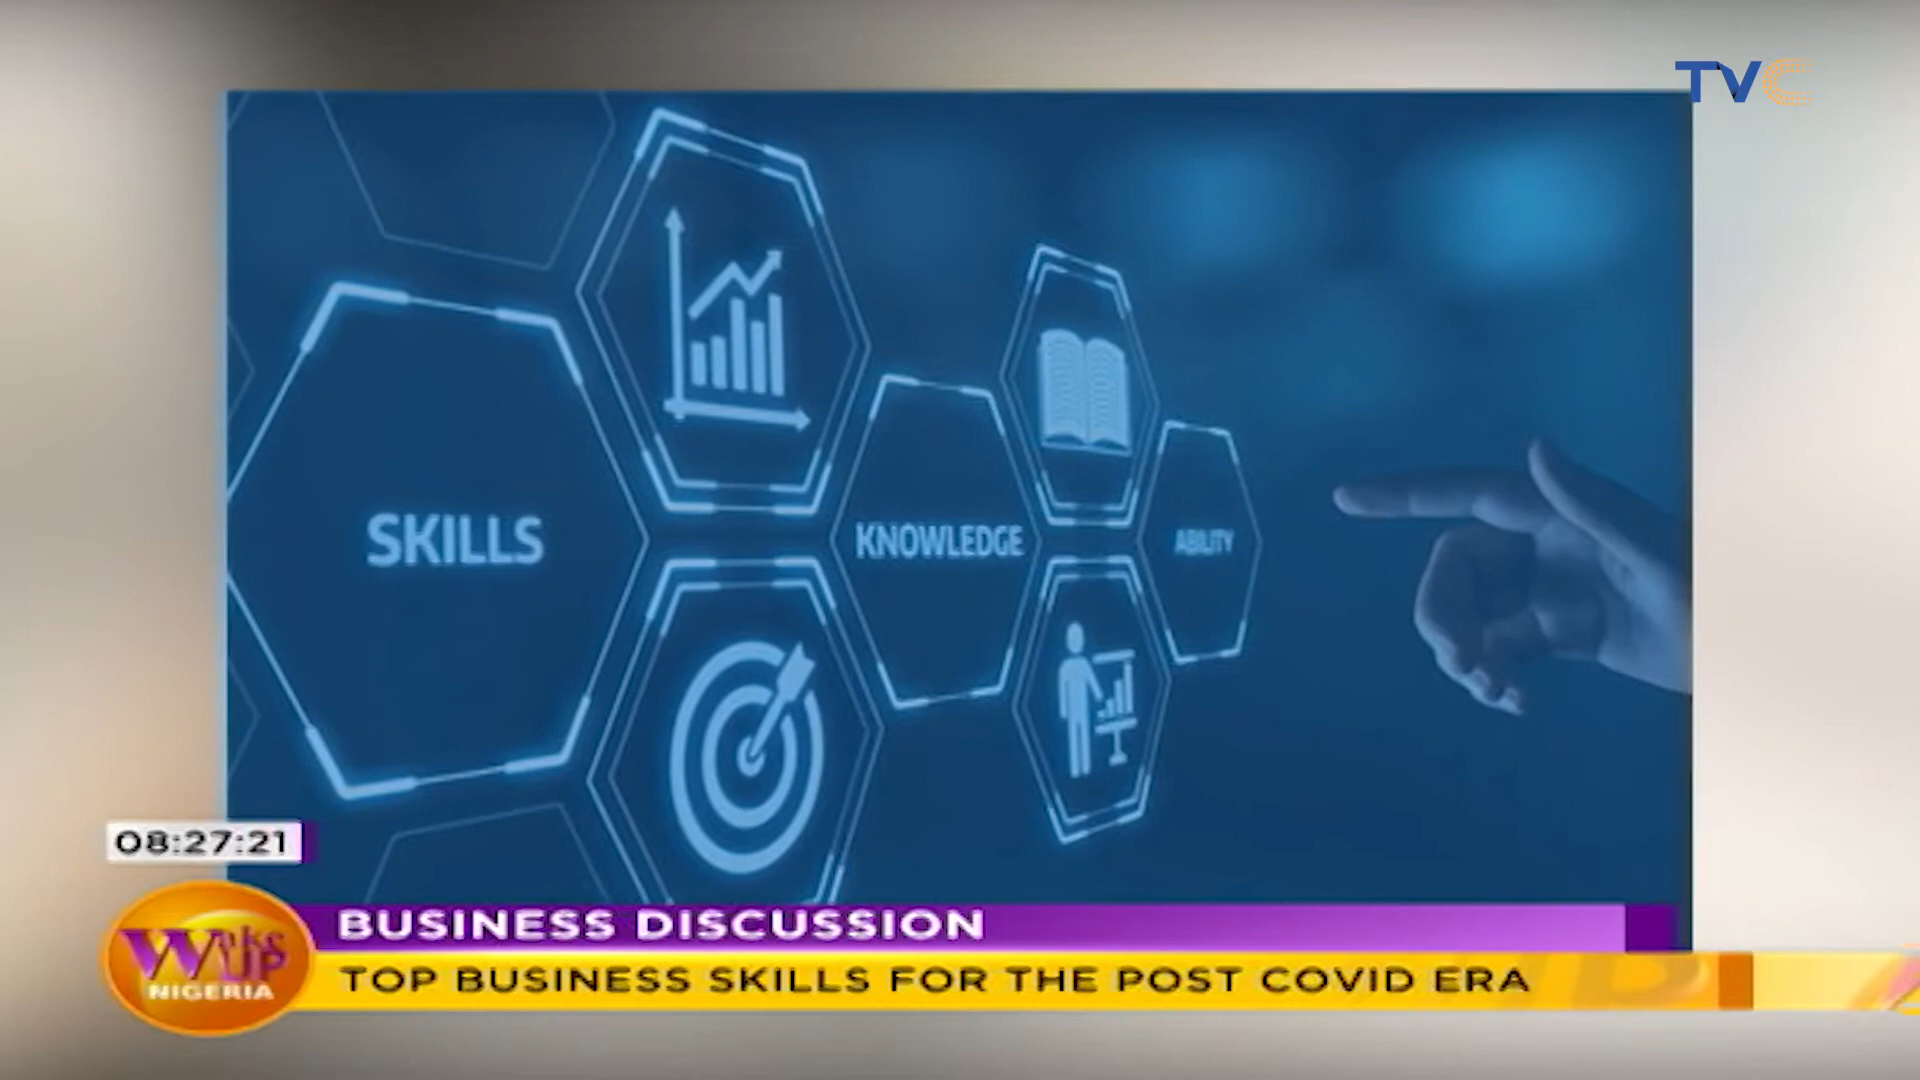 TVC
SKILLS
KNOWLEDGE
ABILITY
08:27:21
BUSINESS DISCUSSION
Wake UP
NIGERIA
TOP BUSINESS SKILLS FOR THE POST COVID ERA